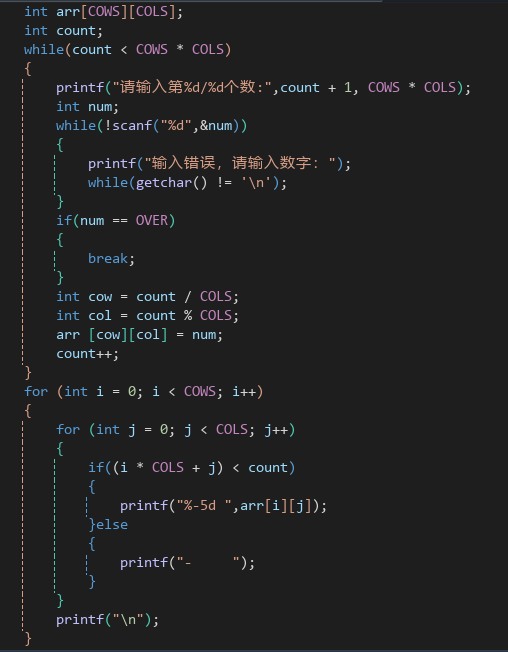 int arr[COWS][COLS];
int count;
while(count < COWS * COLS)
{
    printf("请输入第%d/%d个数:",count + 1, COWS * COLS);
    int num;
    while(!scanf("%d",&num))
    {
        printf("输入错误，请输入数字：");
        while(getchar() != '\n');
    }
    if(num == OVER)
    {
        break;
    }
    int cow = count / COLS;
    int col = count % COLS;
    arr [cow][col] = num;
    count++;
}
for (int i = 0; i < COWS; i++)
{
    for (int j = 0; j < COLS; j++)
    {
        if((i * COLS + j) < count)
        {
            printf("%-5d ",arr[i][j]);
        }else
        {
            printf("-     ");
        }
    }
    printf("\n");
}